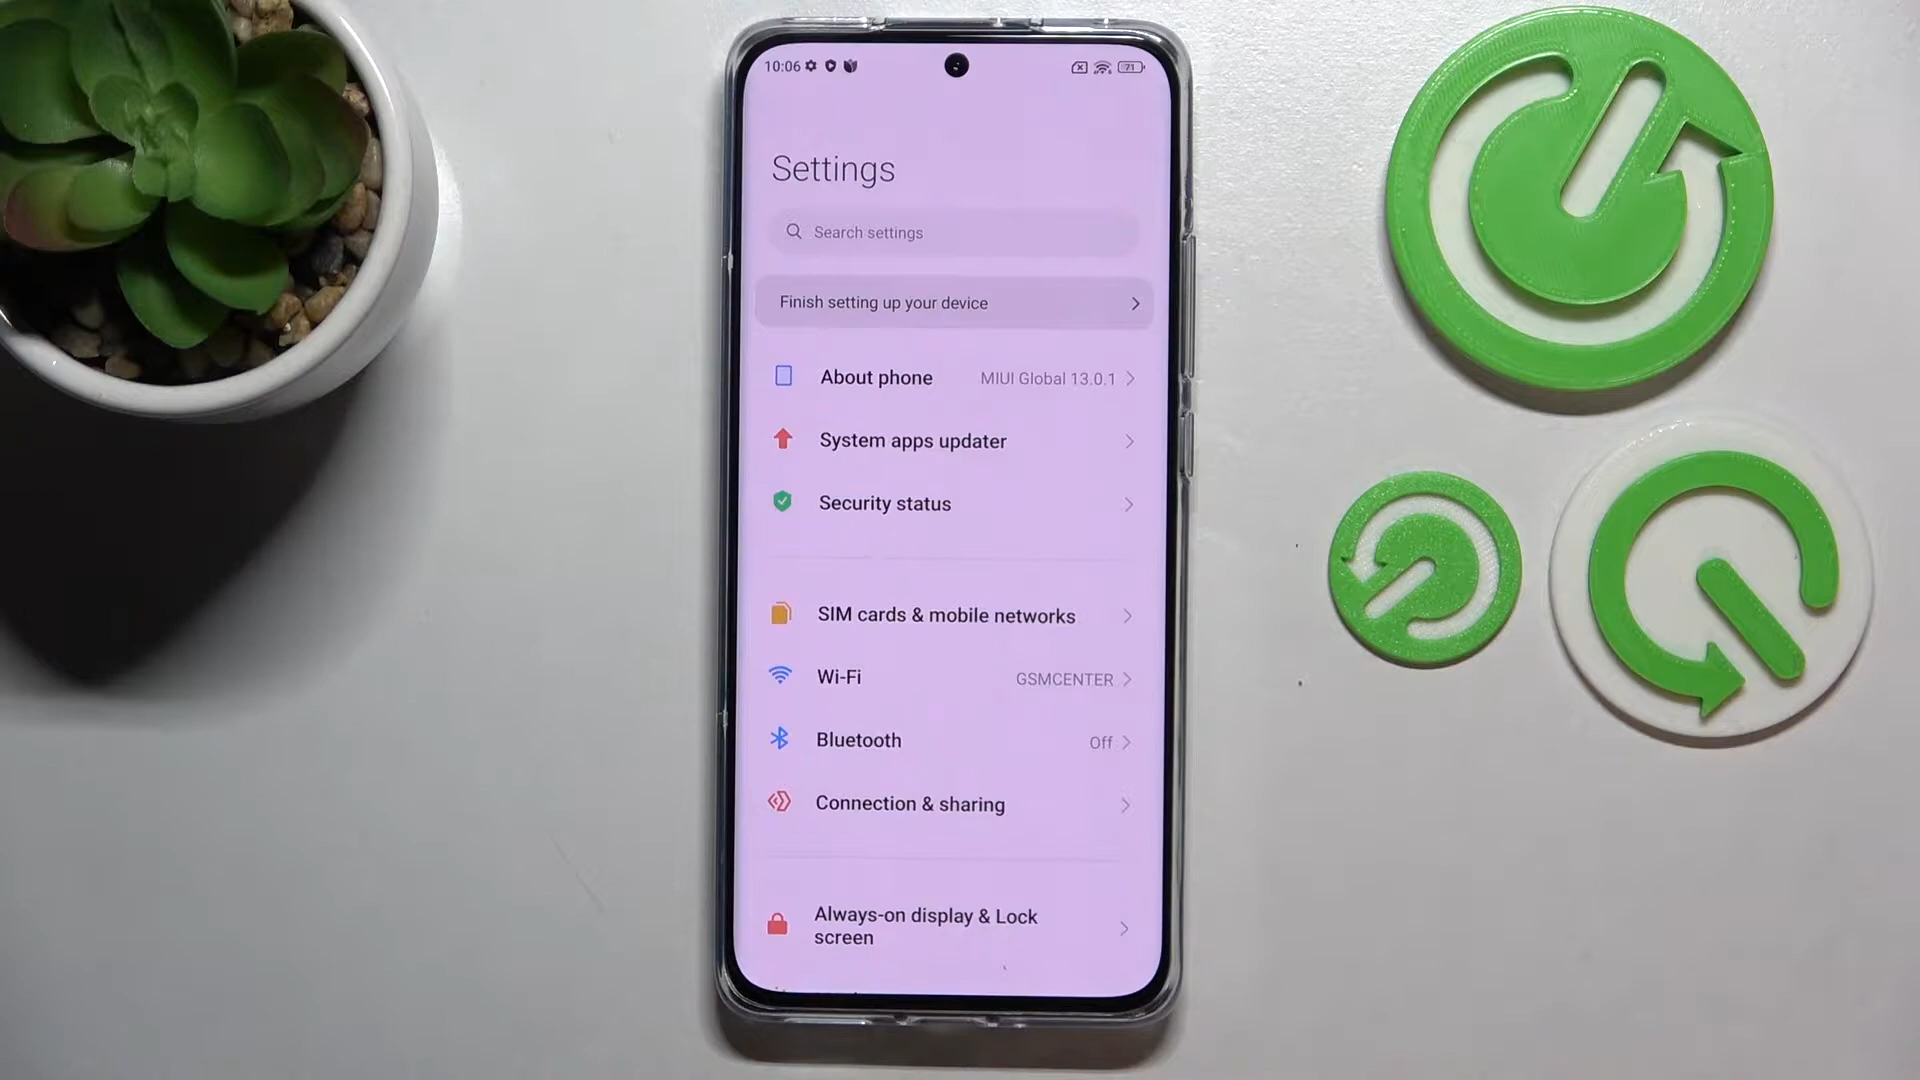 10:06
71
Settings
Search settings
Finish setting up your device
About phone MIUI Global 13.0.1
System apps updater
Security status
SIM cards & mobile networks
Wi-Fi GSMCENTER
Bluetooth Off
Connection & sharing
Always-on display & Lock
screen